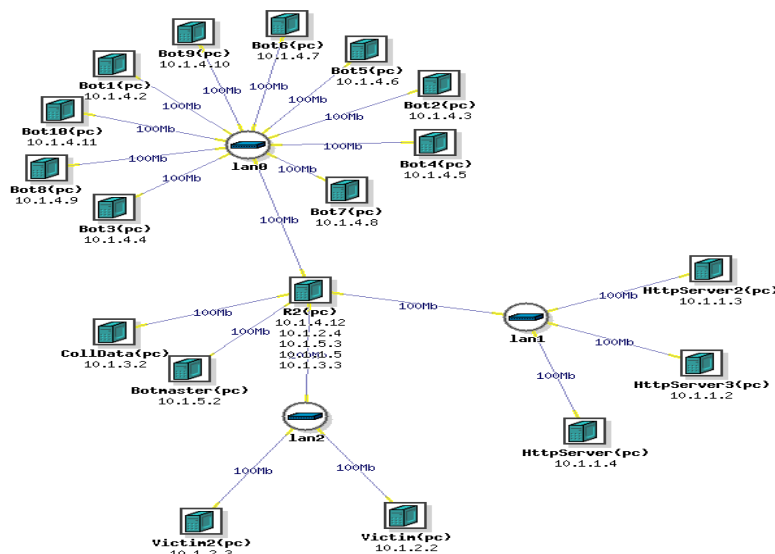 Bot6(pc)
10.1.4.7
Bot9(pc)
10.1.4.10
Bot5(pc)
10.1.4.6
Bot1(pc)
10.1.4.2
100Mb
100Mb
100Mb
Bot2(pc)
10.1.4.3
100Mb
100Mb
Bot10(pc)
10.1.4.11
100Mb
100Mb
Bot4(pc)
10.1.4.5
lan0
Bot8(pc)
10.1.4.9
100Mb
100Mb
100Mb
Bot3(pc)
10.1.4.4
Bot7(pc)
10.1.4.8
100Mb
HttpServer2(pc)
10.1.1.3
R2(pc)
10.1.4.12
10.1.2.4
10.1.5.3
10.1.3.3
100Mb
100Mb
100Mb
100Mb
lan1
100Mb
CollData(pc)
10.1.3.2
Botmaster(pc)
10.1.5.2
HttpServer3(pc)
10.1.1.2
100Mb
lan2
HttpServer(pc)
10.1.1.4
100Mb
100Mb
Victim2(pc)
Victim(pc)
10.1.2.2